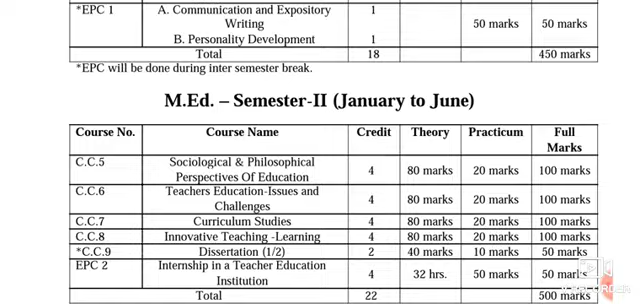 *EPC 1 A. Communication and Expository 1
Writing 50 marks 50 marks
B. Personality Development 1
Total 18 450 marks
*EPC will be done during inter semester break.
M.Ed. – Semester-II (January to June)
Course No. Course Name Credit Theory Practicum Full
Marks
C.C.5 Sociological & Philosophical
Perspectives Of Education 4 80 marks 20 marks 100 marks
C.C.6 Teachers Education-Issues and
Challenges 4 80 marks 20 marks 100 marks
C.C.7 Curriculum Studies 4 80 marks 20 marks 100 marks
C.C.8 Innovative Teaching -Learning 4 80 marks 20 marks 100 marks
*C.C.9 Dissertation (1/2) 2 40 marks 10 marks 50 marks
EPC 2 Internship in a Teacher Education
Institution 4 32 hrs. 50 marks 50 marks
Total 22 500 marks